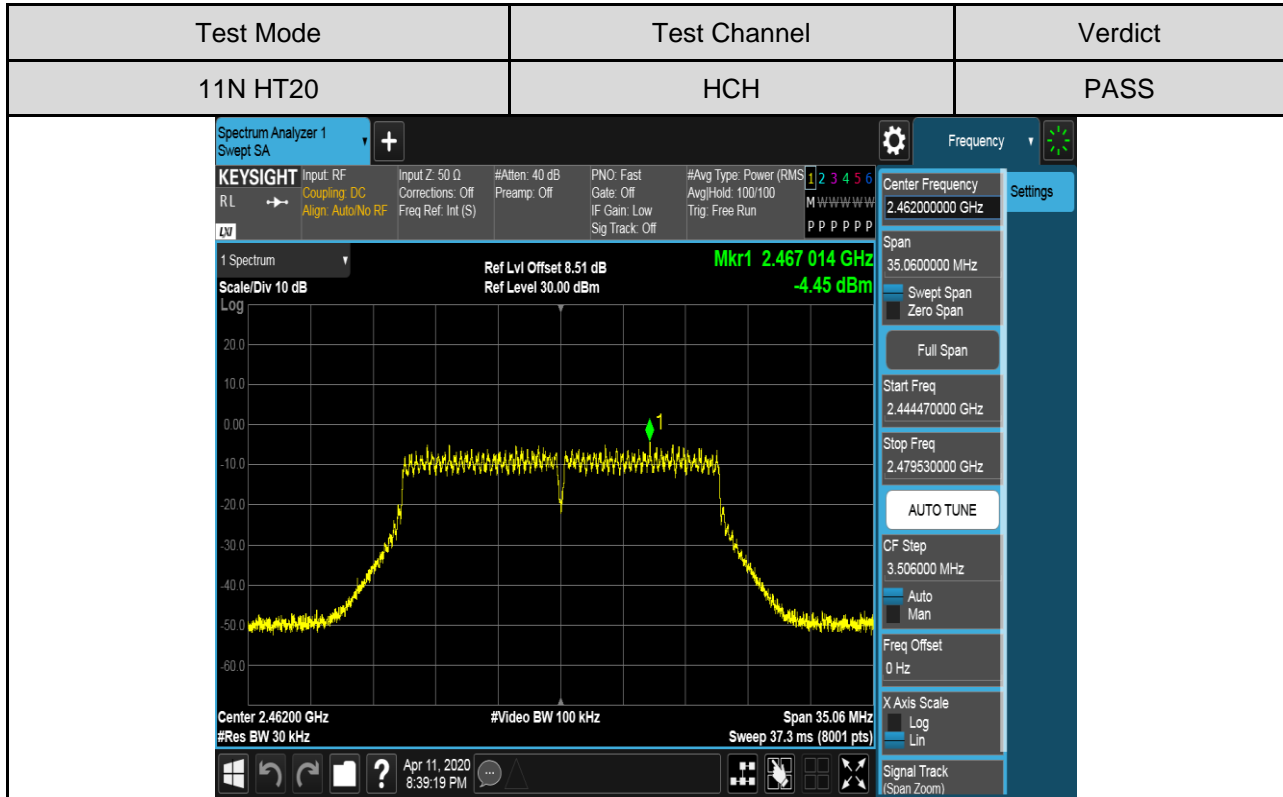 Test Mode Test Channel Verdict
11N HT20 HCH PASS
Spectrum Analyzer 1
Swept SA
+
Frequency
KEYSIGHT Input: RF Input Z: 50 Ω #Atten: 40 dB PNO: Fast #Avg Type: Power (RMS 1 2 3 4 5 6
Coupling: DC Corrections: Off Preamp: Off Gate: Off Avg|Hold: 100/100
RL Align: Auto/No RF Freq Ref: Int (S) IF Gain: Low Trig: Free Run M W W W W W
LXI Sig Track: Off P P P P P P
Settings
1 Spectrum
Ref Lvl Offset 8.51 dB
Mkr1 2.467 014 GHz
Scale/Div 10 dB Ref Level 30.00 dBm -4.45 dBm
Log
20.0
10.0
0.00
1
-10.0
-20.0
-30.0
-40.0
-50.0
-60.0
Center 2.46200 GHz #Video BW 100 kHz Span 35.06 MHz
#Res BW 30 kHz Sweep 37.3 ms (8001 pts)
Center Frequency
2.462000000 GHz
Span
35.0600000 MHz
Swept Span
Zero Span
Full Span
Start Freq
2.444470000 GHz
Stop Freq
2.479530000 GHz
AUTO TUNE
CF Step
3.506000 MHz
Auto
Man
Freq Offset
0 Hz
X Axis Scale
Log
Lin
Signal Track
(Span Zoom)
?
Apr 11, 2020
8:39:19 PM